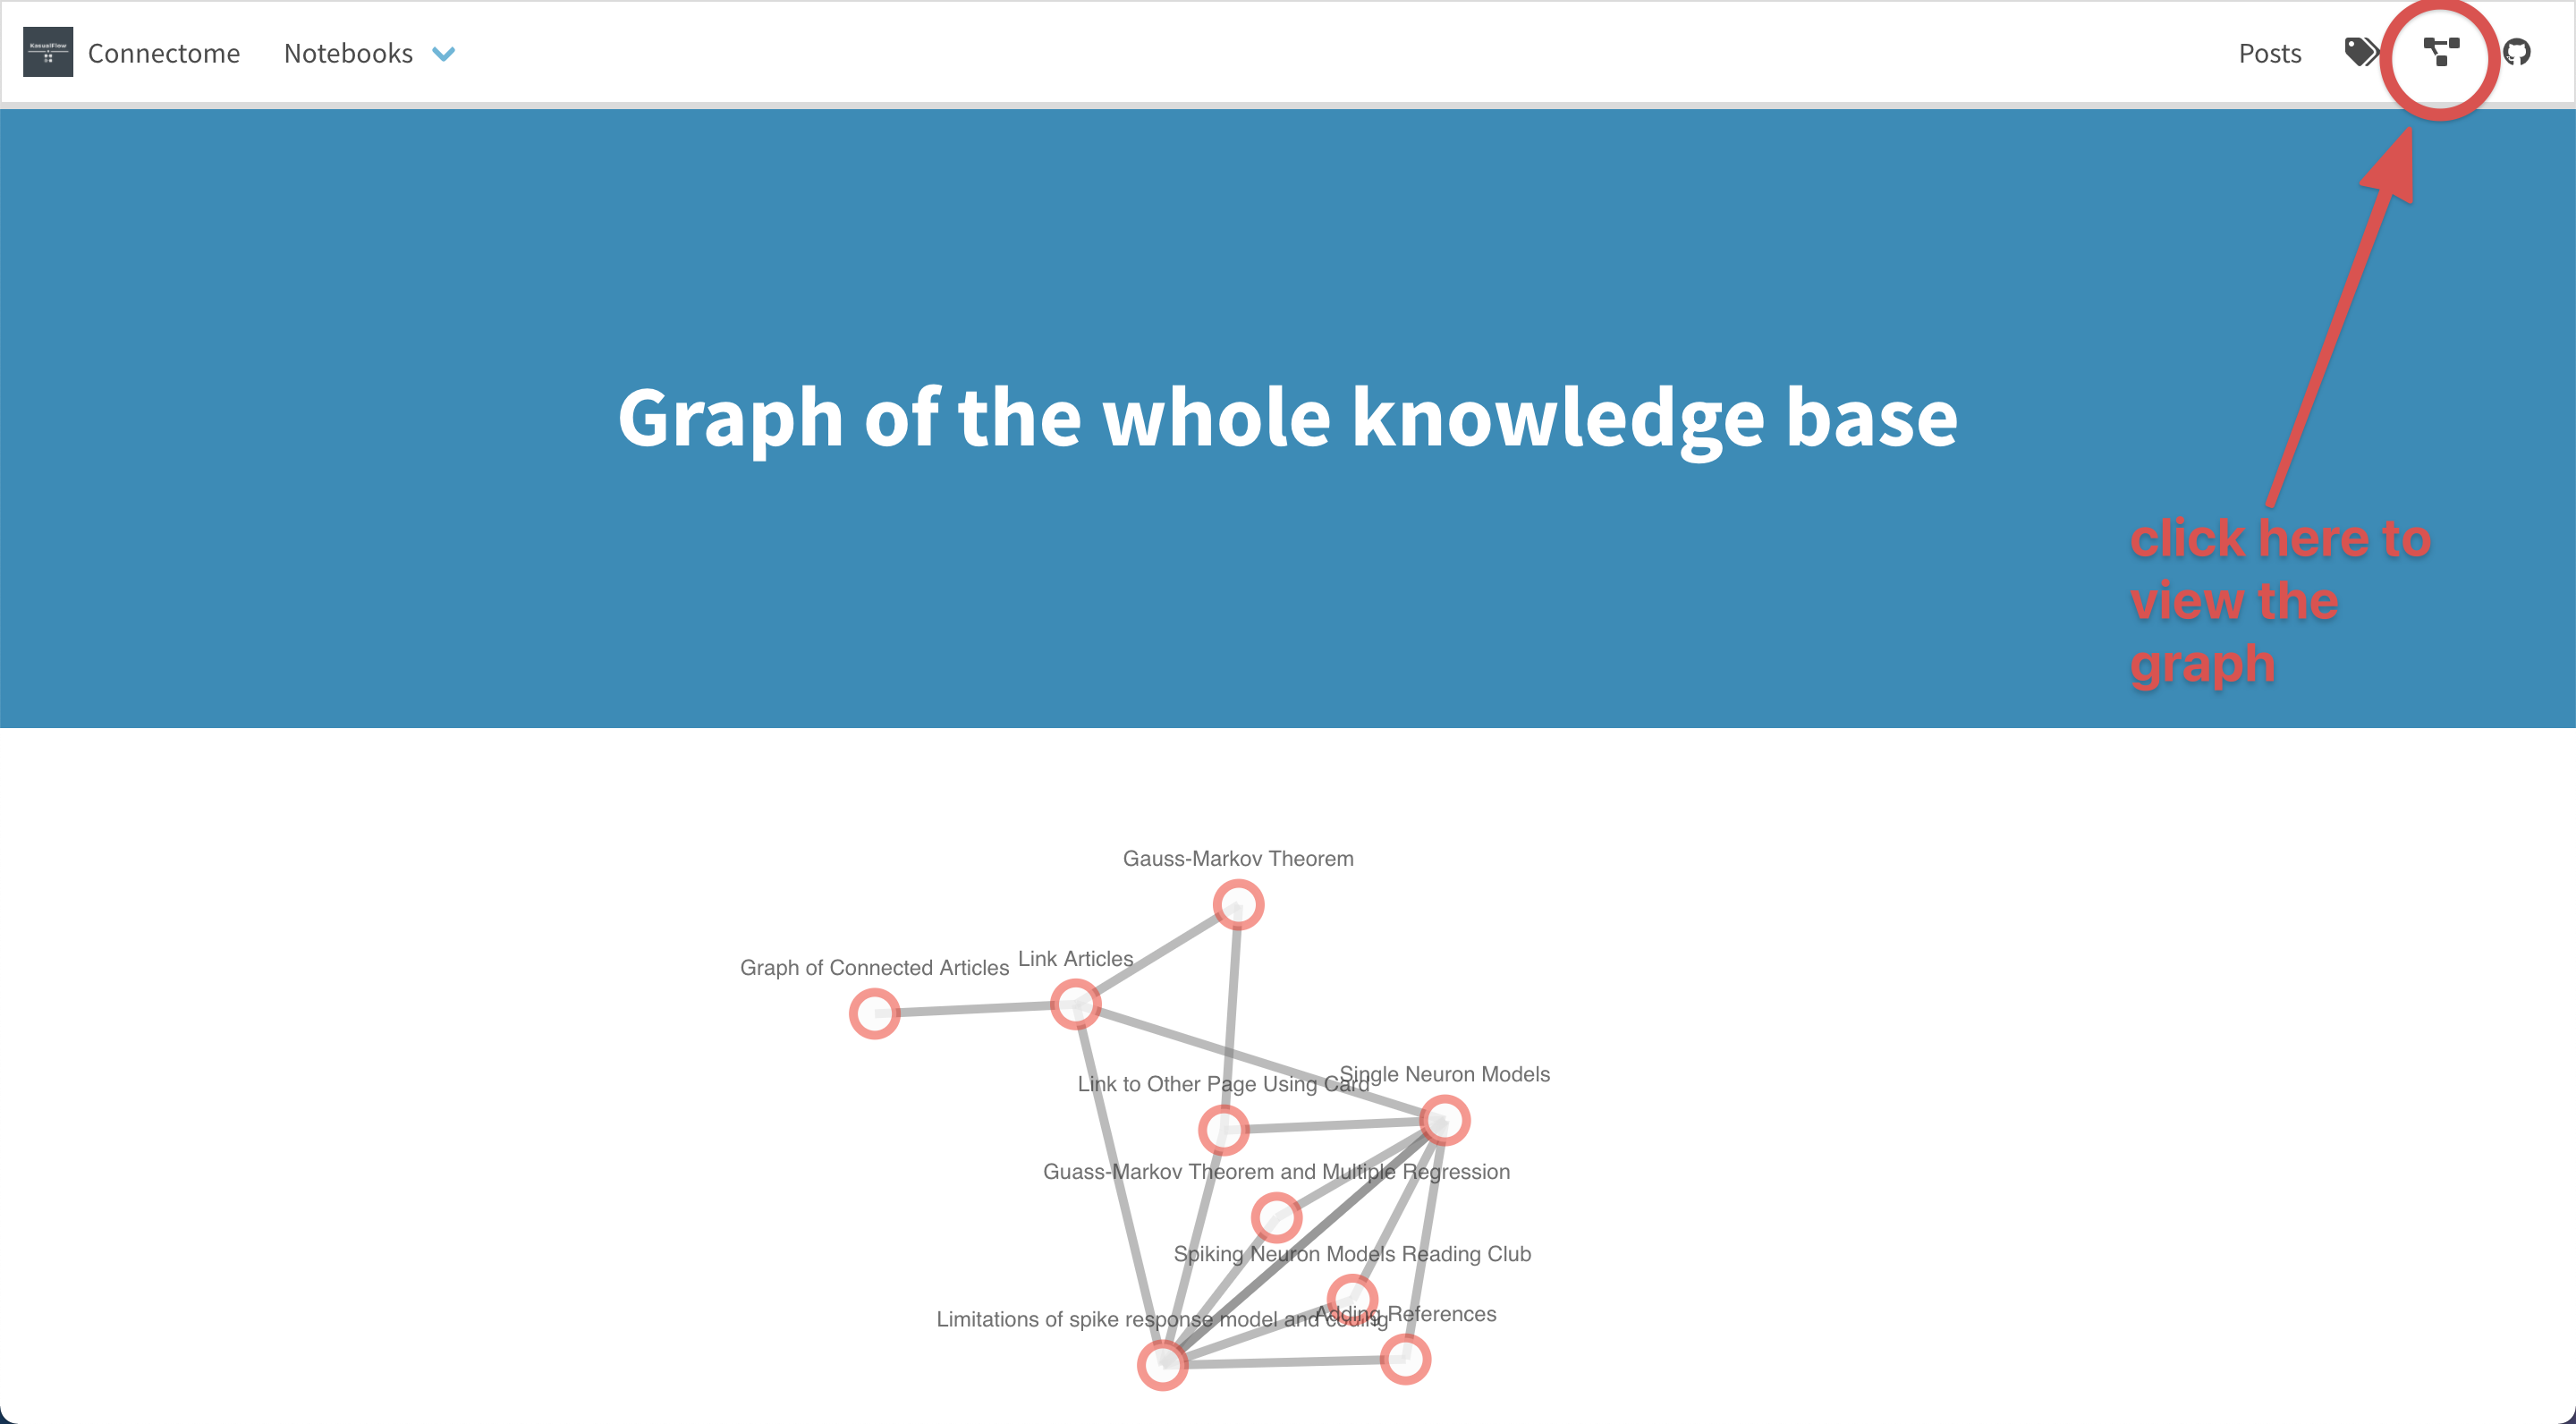 KausalFlow
Connectome
Notebooks
Posts
Graph of the whole knowledge base
click here to
view the
graph
Gauss-Markov Theorem
Graph of Connected Articles
Link Articles
Link to Other Page Using Card
Single Neuron Models
Guass-Markov Theorem and Multiple Regression
Spiking Neuron Models Reading Club
Limitations of spike response model and coding
Adding References